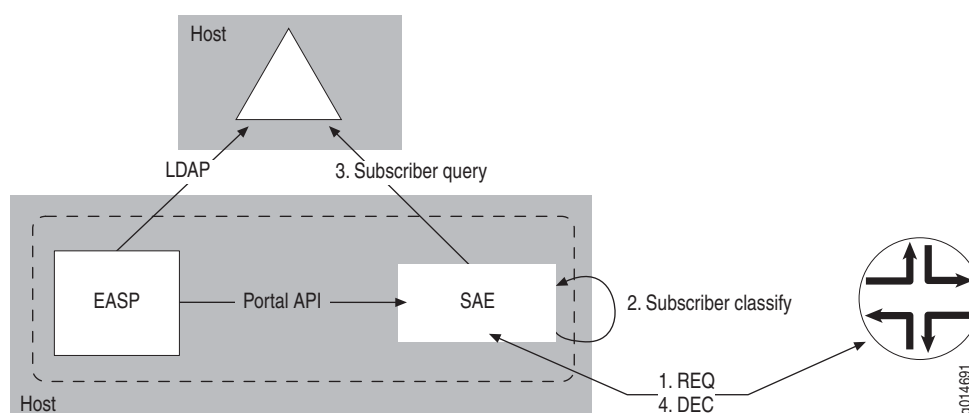 Host
LDAP
3. Subscriber query
EASP
Portal API
SAE
2. Subscriber classify
1. REQ
4. DEC
Host
g014691